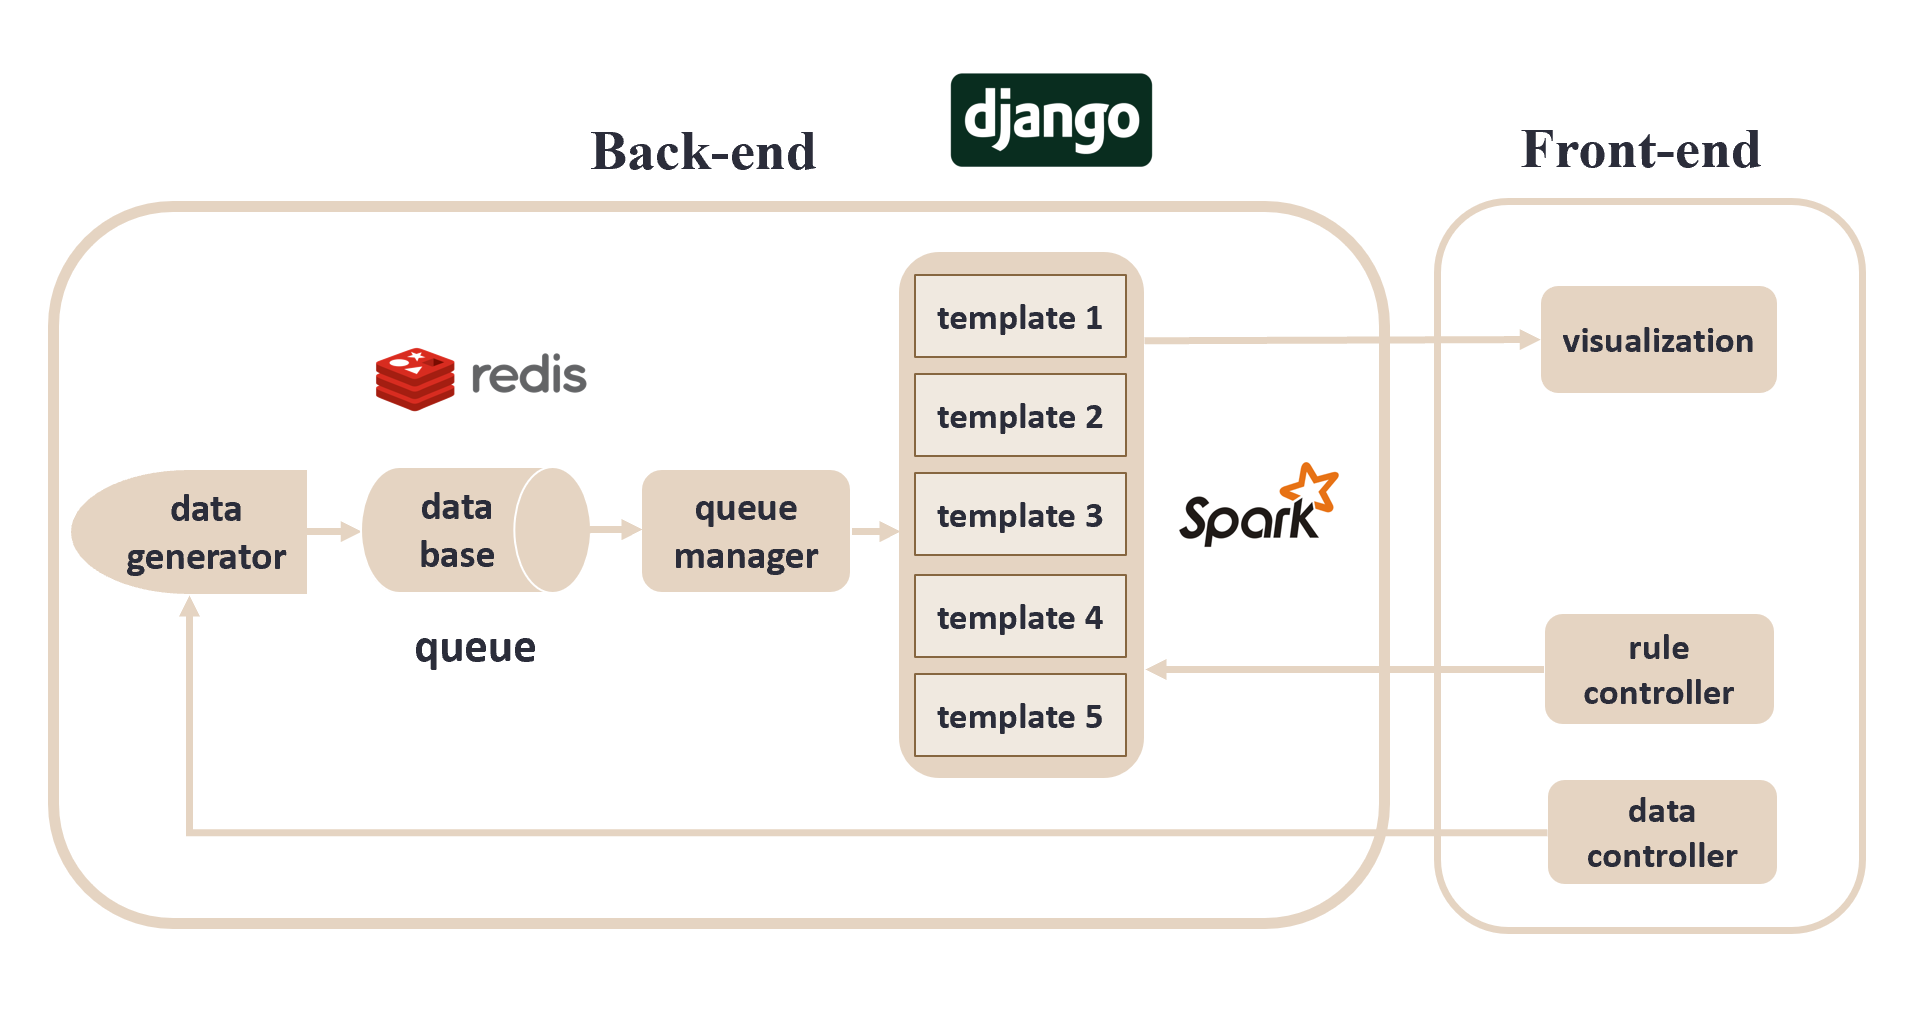 django
Back-end
Front-end
template 1
visualization
redis
template 2
data
generator
data
base
queue
manager
template 3
Spark
queue
template 4
rule
controller
template 5
data
controller